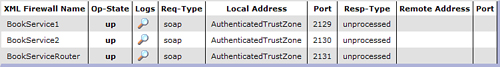 XML Firewall Name Op-State Logs Req-Type Local Address Port Resp-Type Remote Address Port
BookService1 up soap AuthenticatedTrustZone 2129 unprocessed
BookService2 up soap AuthenticatedTrustZone 2130 unprocessed
BookServiceRouter up soap AuthenticatedTrustZone 2131 unprocessed